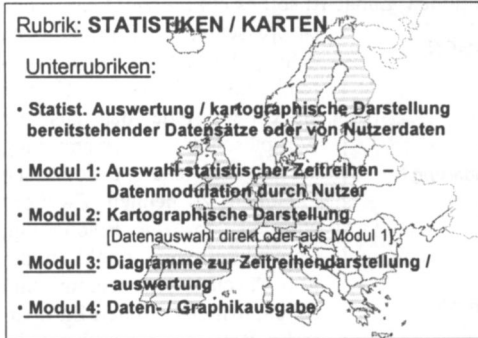 Rubrik: STATISTIKEN / KARTEN
Unterrubriken:
• Statist. Auswertung / kartographische Darstellung
bereitstehender Datensätze oder von Nutzerdaten
• Modul 1: Auswahl statistischer Zeitreihen –
Datenmodulation durch Nutzer
• Modul 2: Kartographische Darstellung
[Datenauswahl direkt oder aus Modul 1]
• Modul 3: Diagramme zur Zeitreihendarstellung /
-auswertung
• Modul 4: Daten- / Graphikausgabe